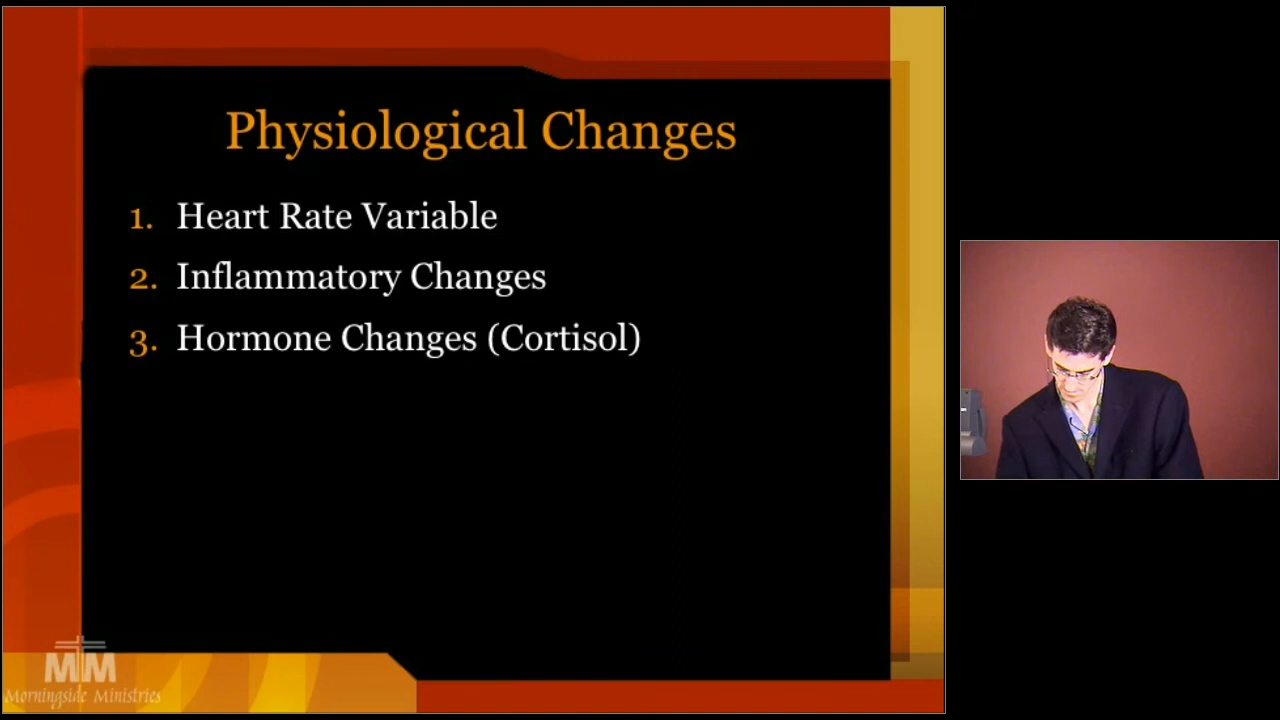 Physiological Changes
1. Heart Rate Variable
2. Inflammatory Changes
3. Hormone Changes (Cortisol)
MM
Morningside Ministries